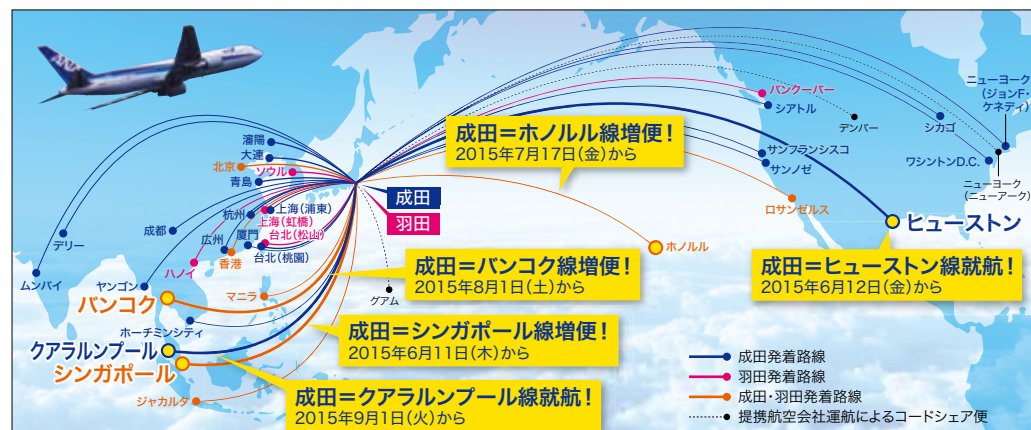 ニューヨーク
(ジョンF・
ケネディ)
バンクーバー
シアトル
デンバー
シカゴ
瀋陽
大連
北京
ソウル
青島
成田=ホノルル線増便!
2015年7月17日(金)から
サンフランシスコ
サンノゼ
ワシントンD.C.
ニューヨーク
(ニューアーク)
成田
羽田
ロサンゼルス
杭州
上海(浦東)
上海(虹橋)
台北(松山)
成都
広州
厦門
台北(桃園)
デリー
香港
ハノイ
ホノルル
ヒューストン
成田=バンコク線増便!
2015年8月1日(土)から
成田=ヒューストン線就航!
2015年6月12日(金)から
ムンバイ
ヤンゴン
バンコク
マニラ
グアム
ホーチミンシティ
成田=シンガポール線増便!
2015年6月11日(木)から
クアラルンプール
シンガポール
ジャカルタ
成田=クアラルンプール線就航!
2015年9月1日(火)から
成田発着路線
羽田発着路線
成田・羽田発着路線
提携航空会社運航によるコードシェア便